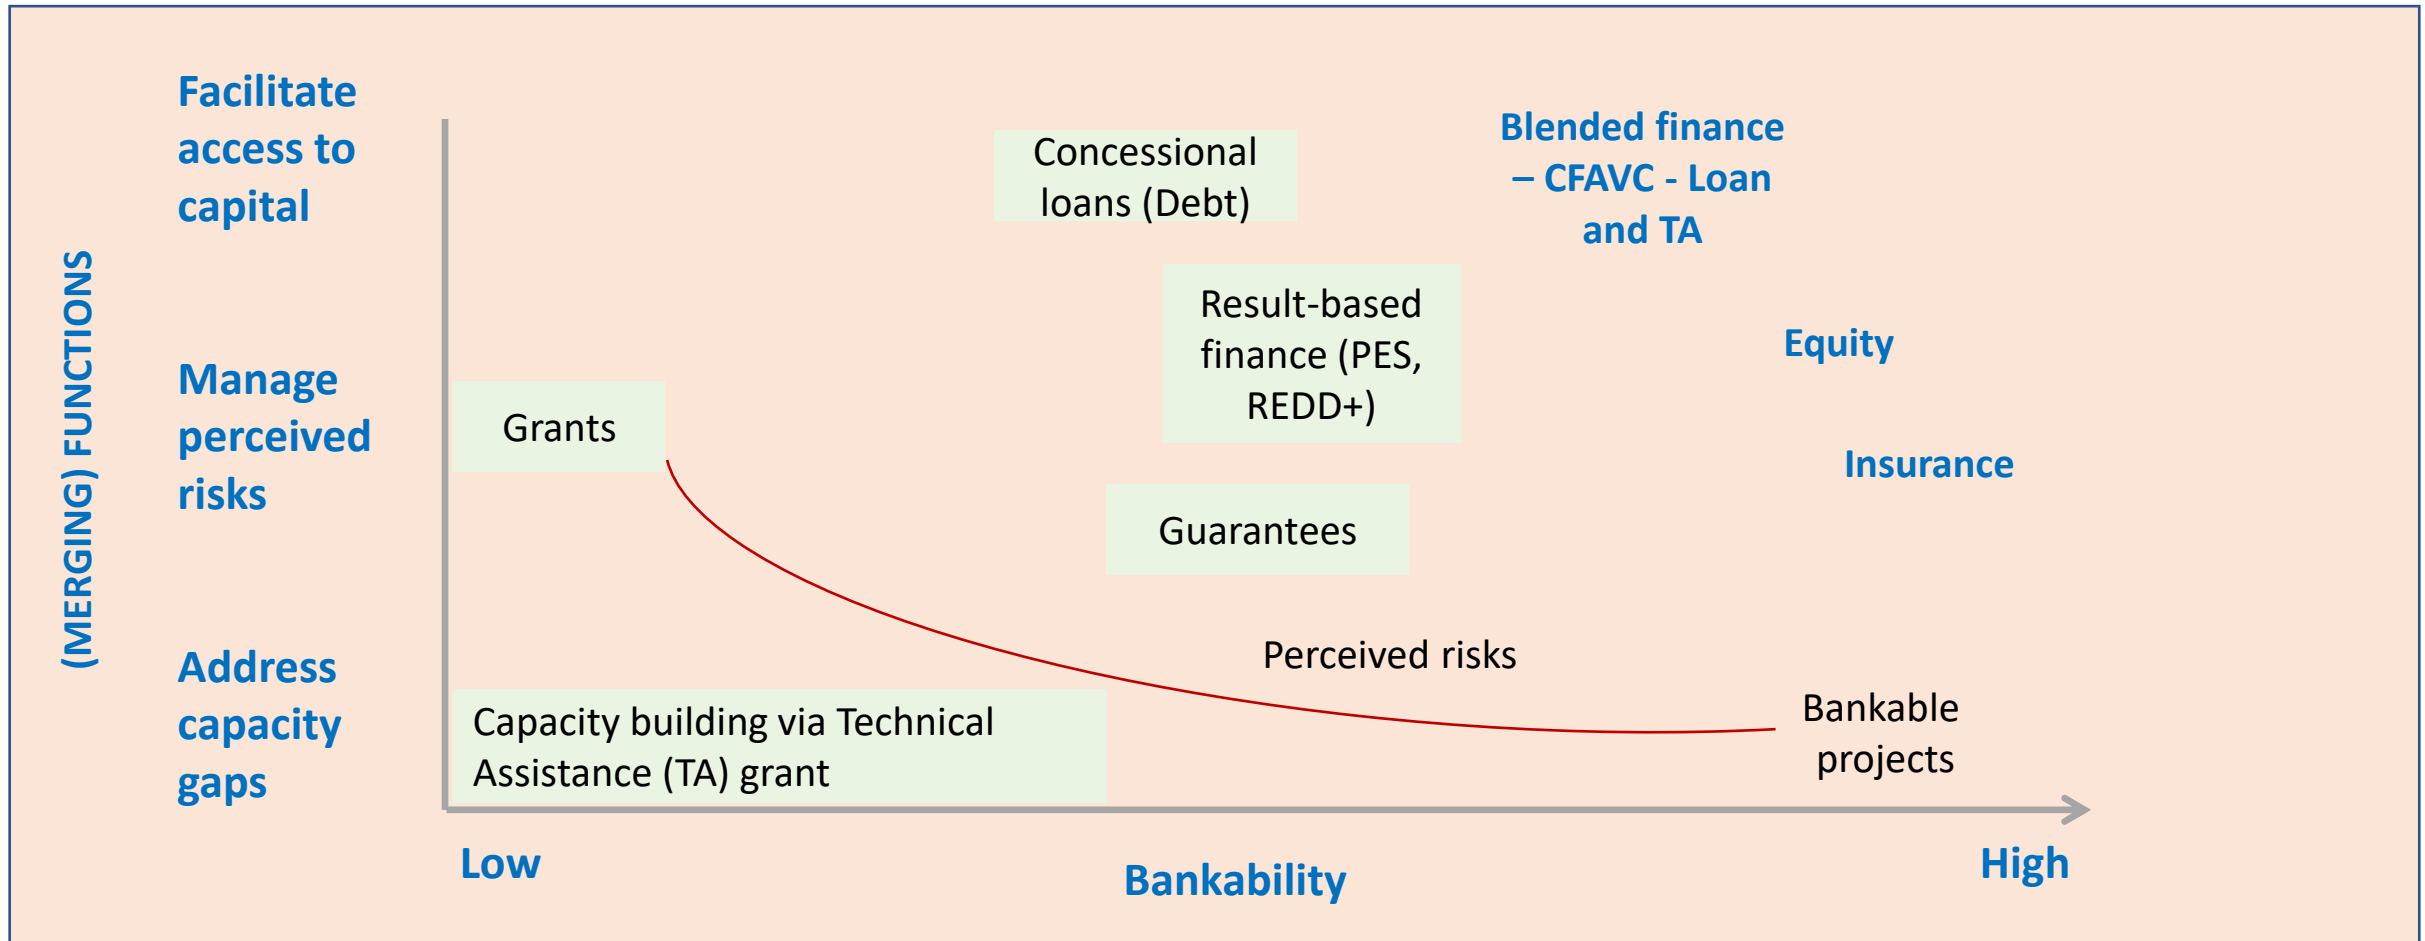 Facilitate
access to
capital
(MERGING) FUNCTIONS
Manage
perceived
risks
Address
capacity
gaps
Concessional
loans (Debt)
Blended finance
– CFAVC - Loan
and TA
Result-based
finance (PES,
REDD+)
Equity
Grants
Insurance
Guarantees
Perceived risks
Capacity building via Technical
Assistance (TA) grant
Bankable
projects
Low
Bankability
High